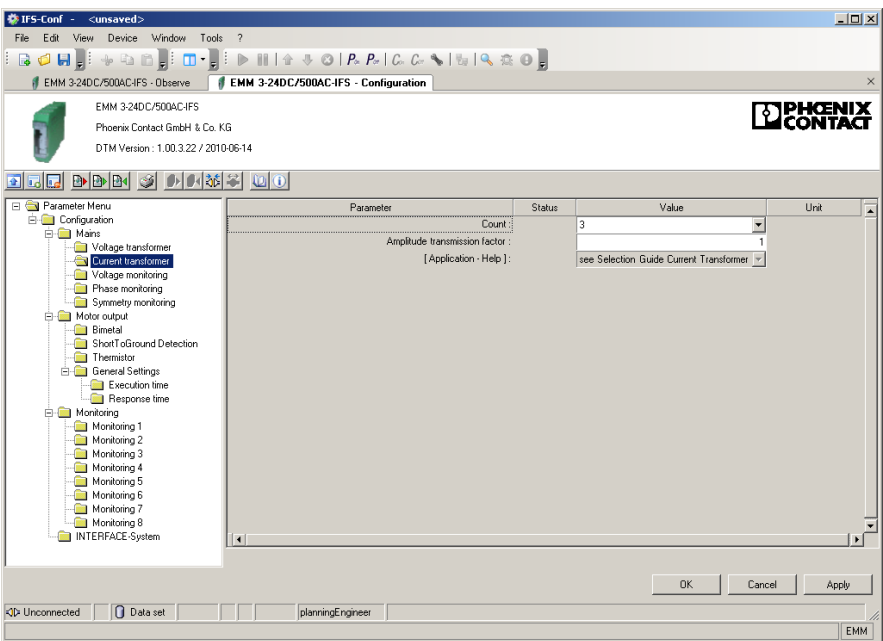 IFS-Conf - <unsaved>
File Edit View Device Window Tools ?
EMM 3-24DC/500AC-IFS - Observe
EMM 3-24DC/500AC-IFS - Configuration
EMM 3-24DC/500AC-IFS
Phoenix Contact GmbH & Co. KG
DTM Version : 1.00.3.22 / 2010-06-14
PHŒNIX
CONTACT
Parameter Menu
Configuration
Mains
Voltage transformer
Current transformer
Voltage monitoring
Phase monitoring
Symmetry monitoring
Motor output
Bimetal
ShortToGround Detection
Thermistor
General Settings
Execution time
Response time
Monitoring
Monitoring 1
Monitoring 2
Monitoring 3
Monitoring 4
Monitoring 5
Monitoring 6
Monitoring 7
Monitoring 8
INTERFACE-System
Parameter Status Value Unit
Count : 3
Amplitude transmission factor : 1
[ Application - Help ] : see Selection Guide Current Transformer
OK Cancel Apply
Unconnected Data set planningEngineer
EMM